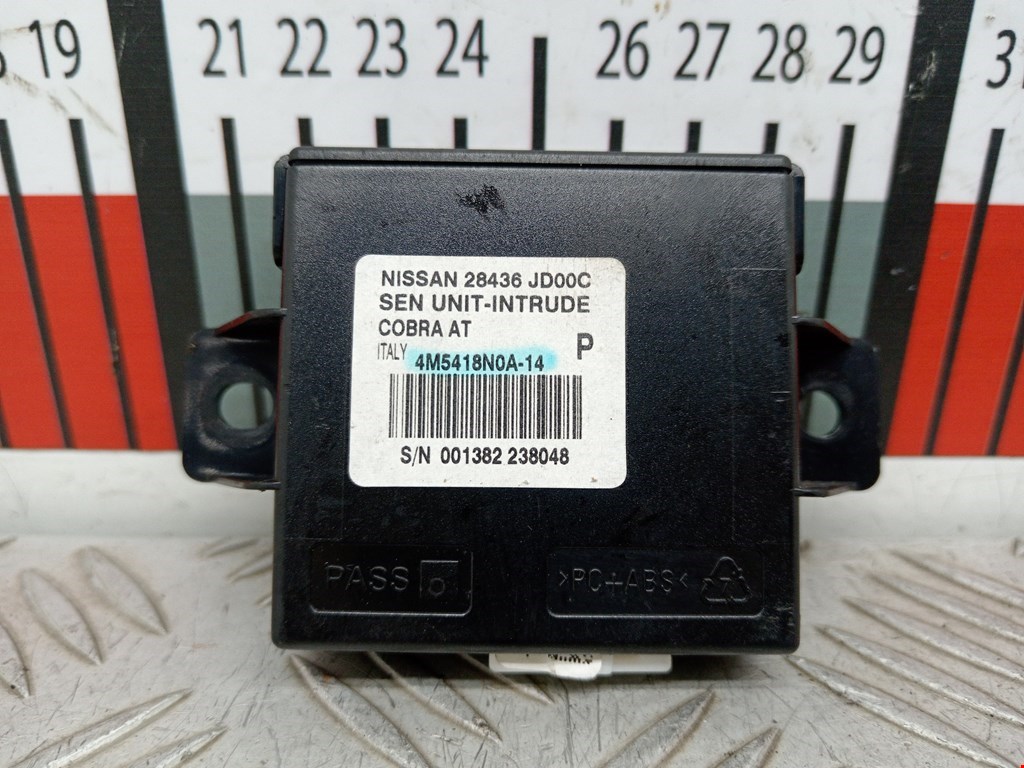 19 21 22 23 24 26 27 28 29
NISSAN 28436 JD00C
SEN UNIT-INTRUDE
COBRA AT
ITALY 4M5418N0A-14 P
S/N 001382 238048
PASS
>PC+ABS<